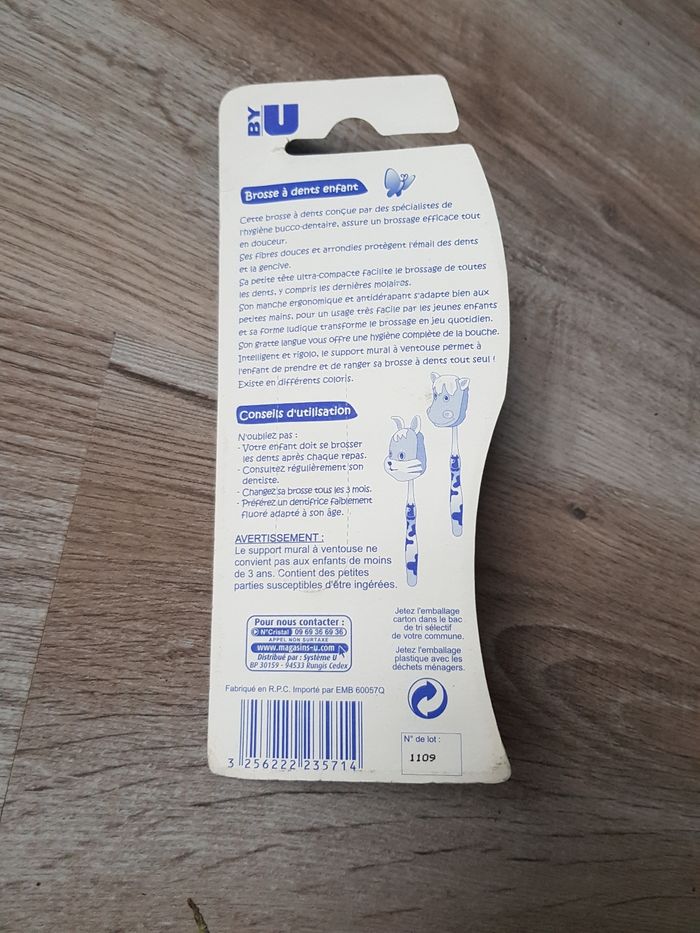 BY U
Brosse à dents enfant
Cette brosse à dents conçue par des spécialistes de
l'hygiène bucco-dentaire, assure un brossage efficace tout
en douceur.
Ses fibres douces et arrondies protègent l'émail des dents
et la gencive.
Sa petite tête ultra-compacte facilite le brossage de toutes
les dents, y compris les dernières molaires.
Son manche ergonomique et antidérapant s'adapte bien aux
petites mains, pour un usage très facile par les jeunes enfants
et sa forme ludique transforme le brossage en jeu quotidien.
Son gratte langue vous offre une hygiène complète de la bouche.
Intelligent et rigolo, le support mural à ventouse permet à
l'enfant de prendre et de ranger sa brosse à dents tout seul !
Existe en différents coloris.
Conseils d'utilisation
N'oubliez pas :
- Votre enfant doit se brosser
les dents après chaque repas.
- Consultez régulièrement son
dentiste.
- Changez sa brosse tous les 3 mois.
- Préférez un dentifrice faiblement
fluoré adapté à son âge.
AVERTISSEMENT :
Le support mural à ventouse ne
convient pas aux enfants de moins
de 3 ans. Contient des petites
parties susceptibles d'être ingérées.
Pour nous contacter :
N°Cristal 09 69 36 69 36
APPEL NON SURTAXE
www.magasins-u.com
Distribué par : Système U
BP 30159 - 94533 Rungis Cedex
Jetez l'emballage
carton dans le bac
de tri sélectif
de votre commune.
Jetez l'emballage
plastique avec les
déchets ménagers.
Fabriqué en R.P.C. Importé par EMB 60057Q
3 256222 235714
N° de lot :
1109